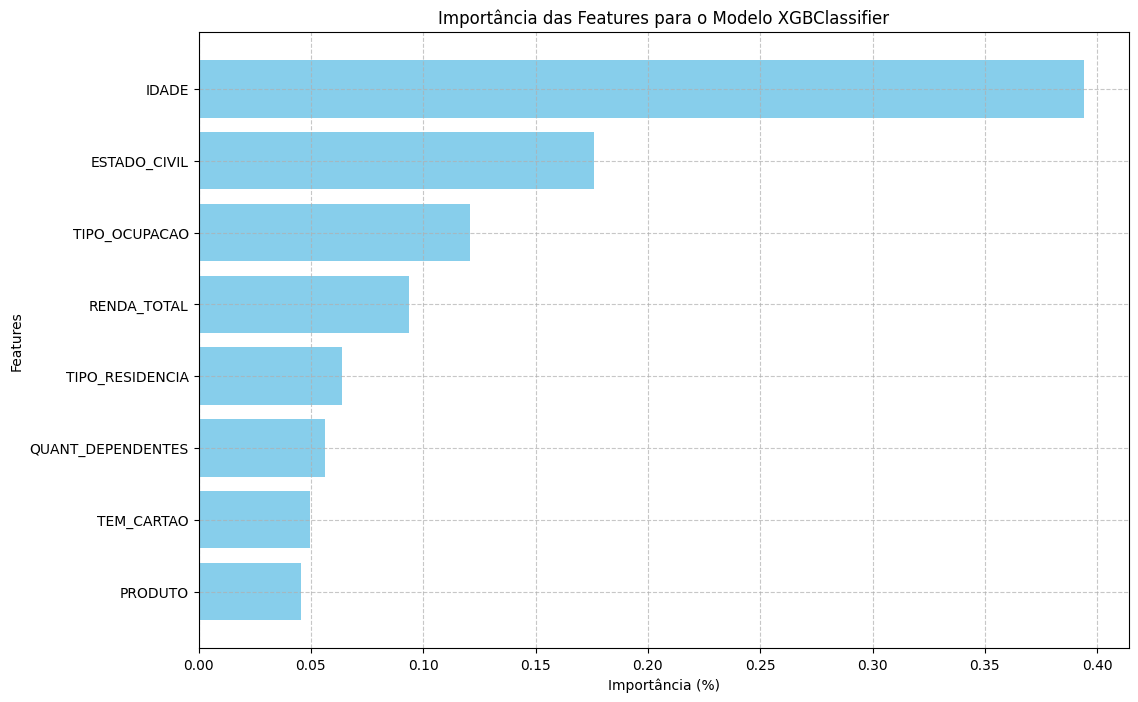 Importância das Features para o Modelo XGBClassifier
Features
IDADE
ESTADO_CIVIL
TIPO_OCUPACAO
RENDA_TOTAL
TIPO_RESIDENCIA
QUANT_DEPENDENTES
TEM_CARTAO
PRODUTO
0.00 0.05 0.10 0.15 0.20 0.25 0.30 0.35 0.40
Importância (%)